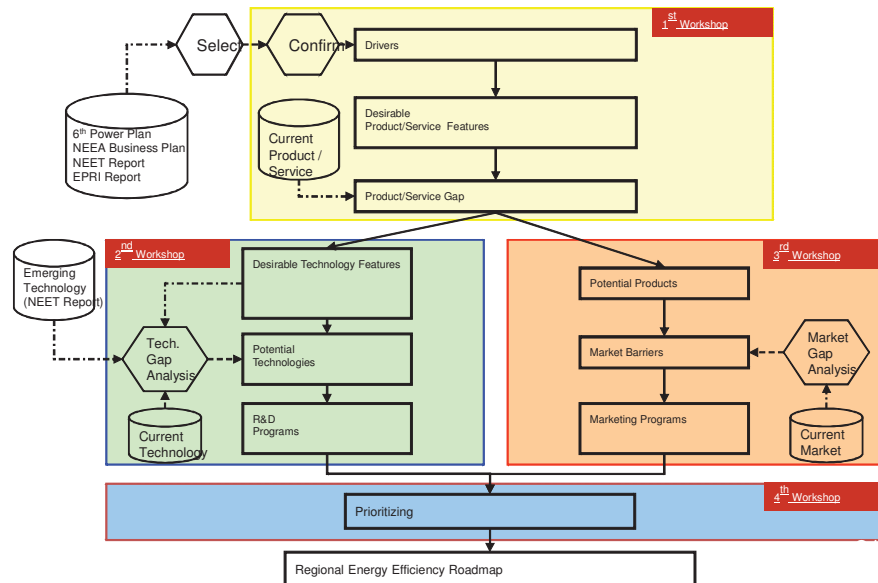 1st Workshop
Select
Confirm
Drivers
6th Power Plan
NEEA Business Plan
NEET Report
EPRI Report
Current
Product /
Service
Desirable
Product/Service Features
Product/Service Gap
2nd Workshop
3rd Workshop
Emerging
Technology
(NEET Report)
Desirable Technology Features
Tech.
Gap
Analysis
Potential
Technologies
Current
Technology
R&D
Programs
Potential Products
Market Barriers
Market
Gap
Analysis
Marketing Programs
Current
Market
4th Workshop
Prioritizing
Regional Energy Efficiency Roadmap